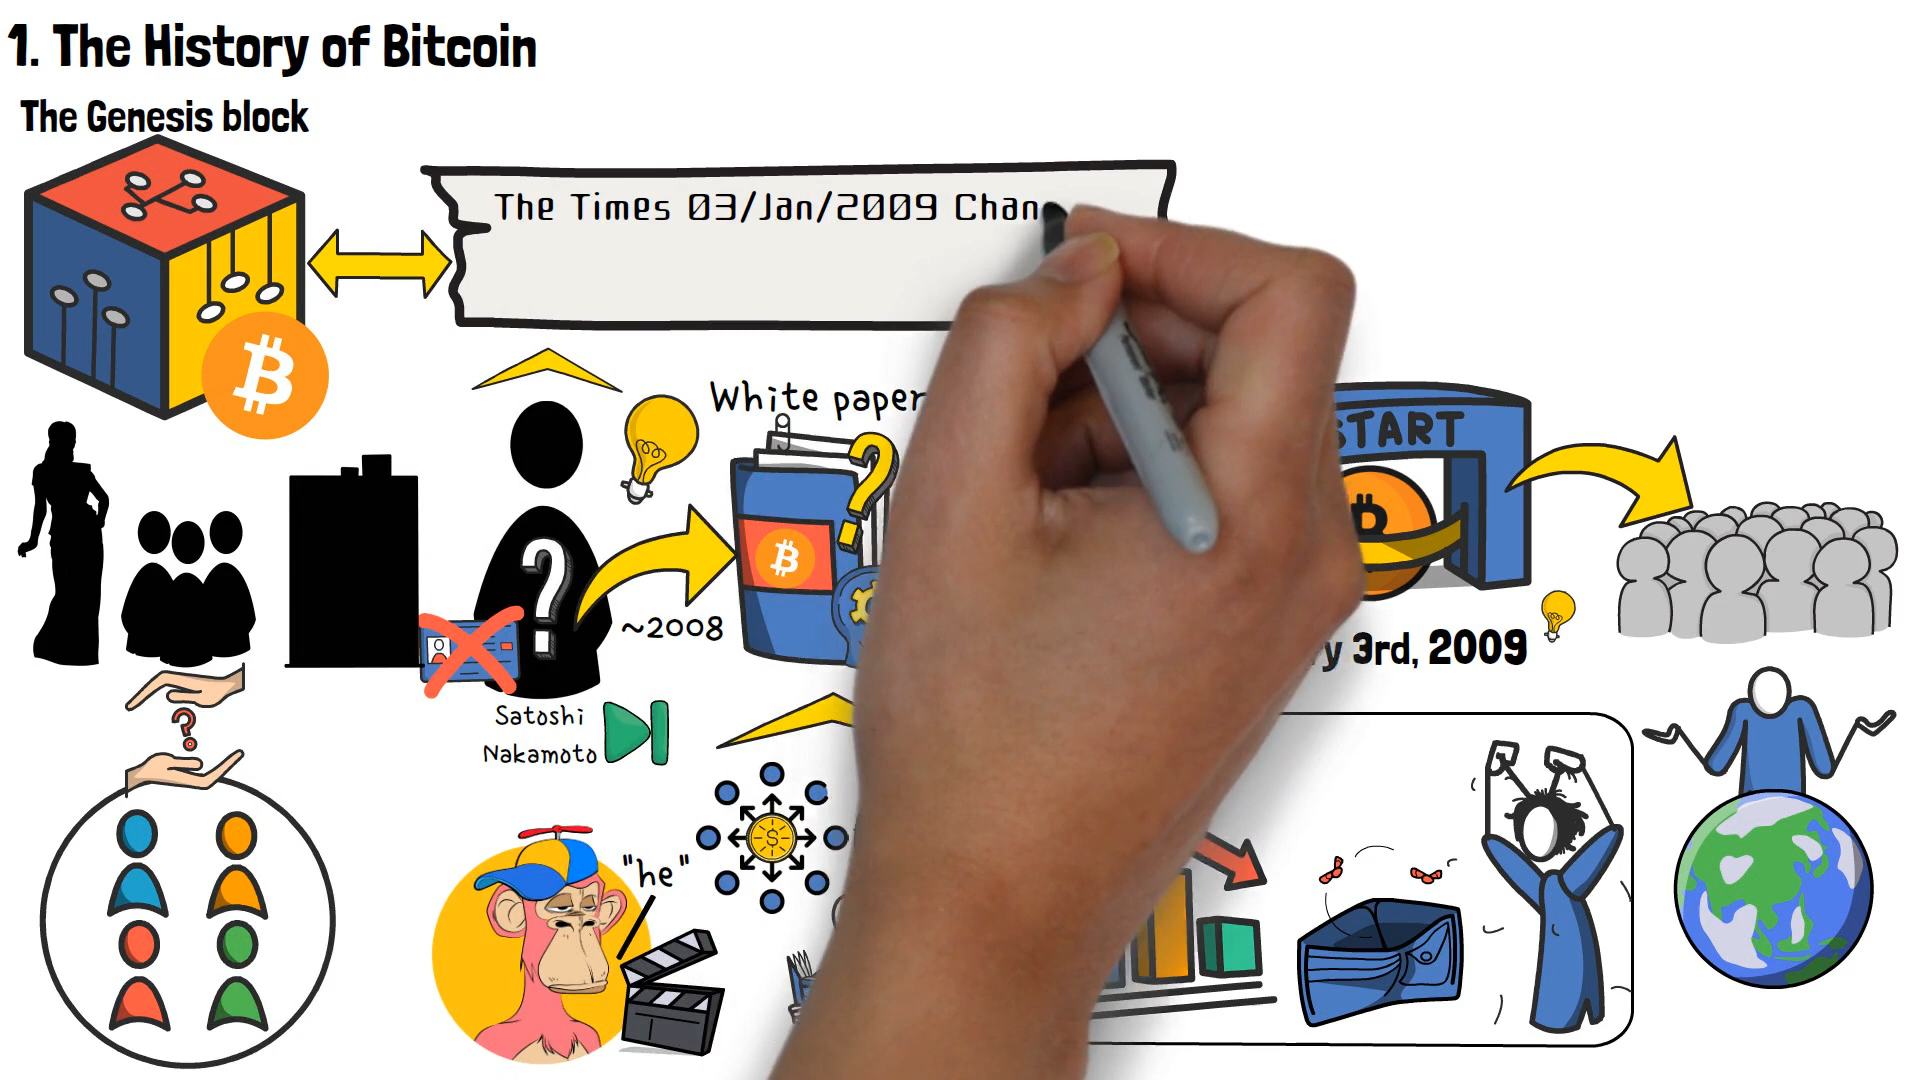 1. The History of Bitcoin
The Genesis block
The Times 03/Jan/2009 Chan
White paper
START
~2008
ry 3rd, 2009
Satoshi
Nakamoto
"he"